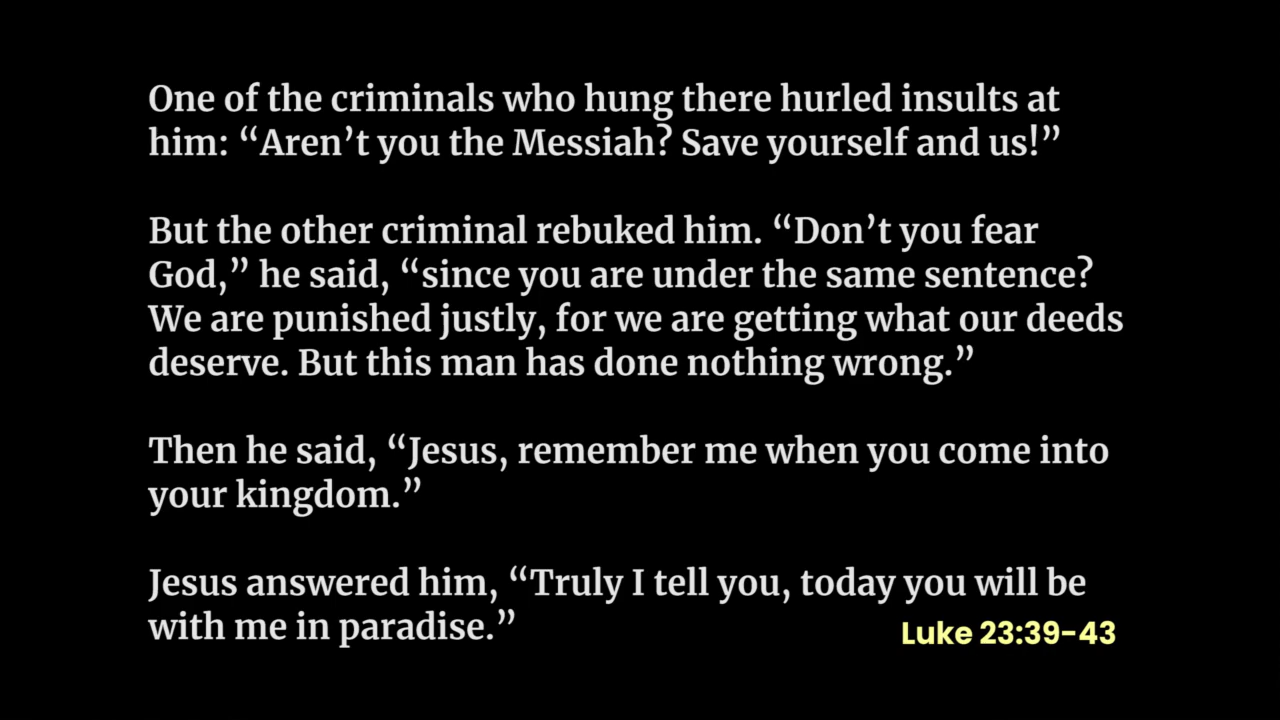 One of the criminals who hung there hurled insults at
him: “Aren’t you the Messiah? Save yourself and us!”
But the other criminal rebuked him. “Don’t you fear
God,” he said, “since you are under the same sentence?
We are punished justly, for we are getting what our deeds
deserve. But this man has done nothing wrong.”
Then he said, “Jesus, remember me when you come into
your kingdom.”
Jesus answered him, “Truly I tell you, today you will be
with me in paradise.”
Luke 23:39-43